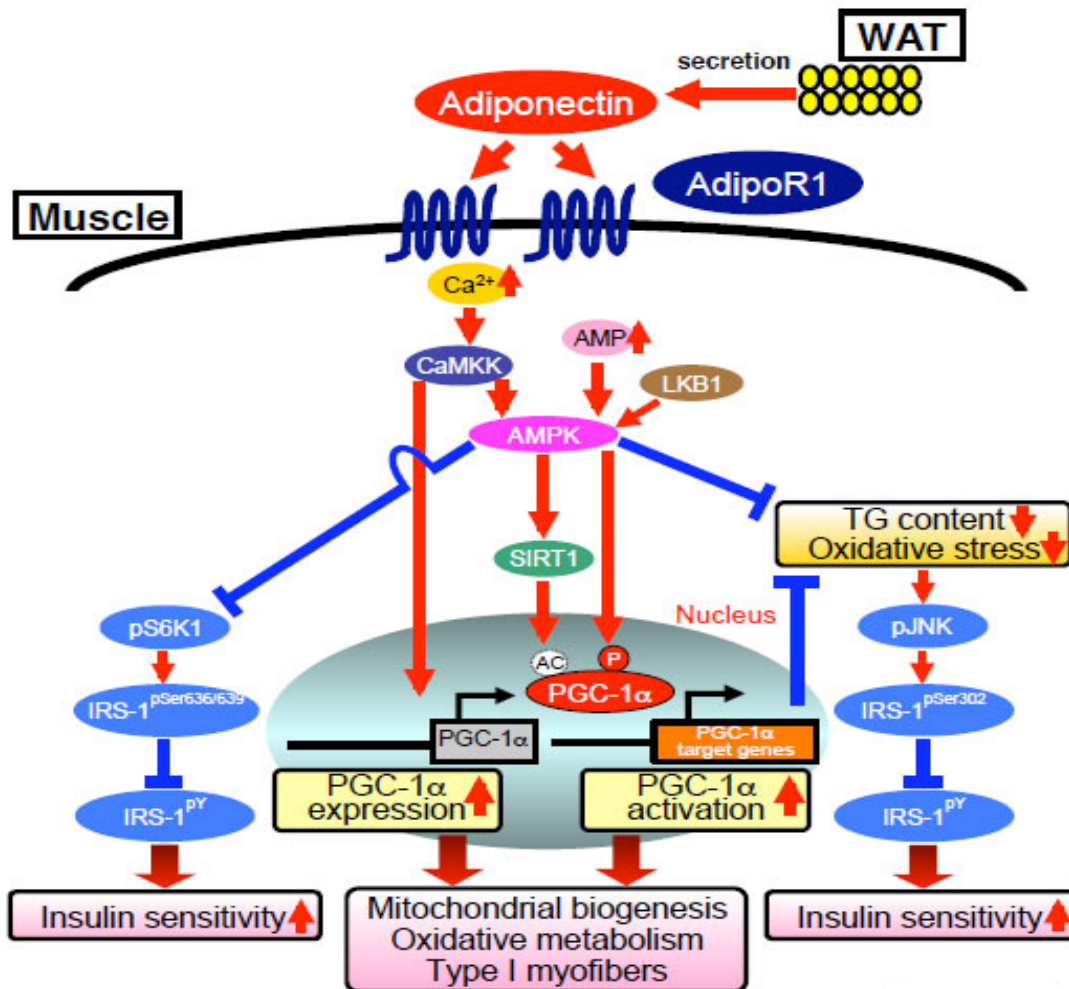 WAT
secretion
Adiponectin
AdipoR1
Muscle
Ca²⁺
AMP
CaMKK
LKB1
AMPK
TG content
Oxidative stress
SIRT1
Nucleus
pS6K1
pJNK
AC
P
PGC-1α
IRS-1pSer636/639
IRS-1pSer302
PGC-1α
PGC-1α
target genes
PGC-1α
expression
PGC-1α
activation
IRS-1pY
IRS-1pY
Insulin sensitivity
Mitochondrial biogenesis
Oxidative metabolism
Type I myofibers
Insulin sensitivity